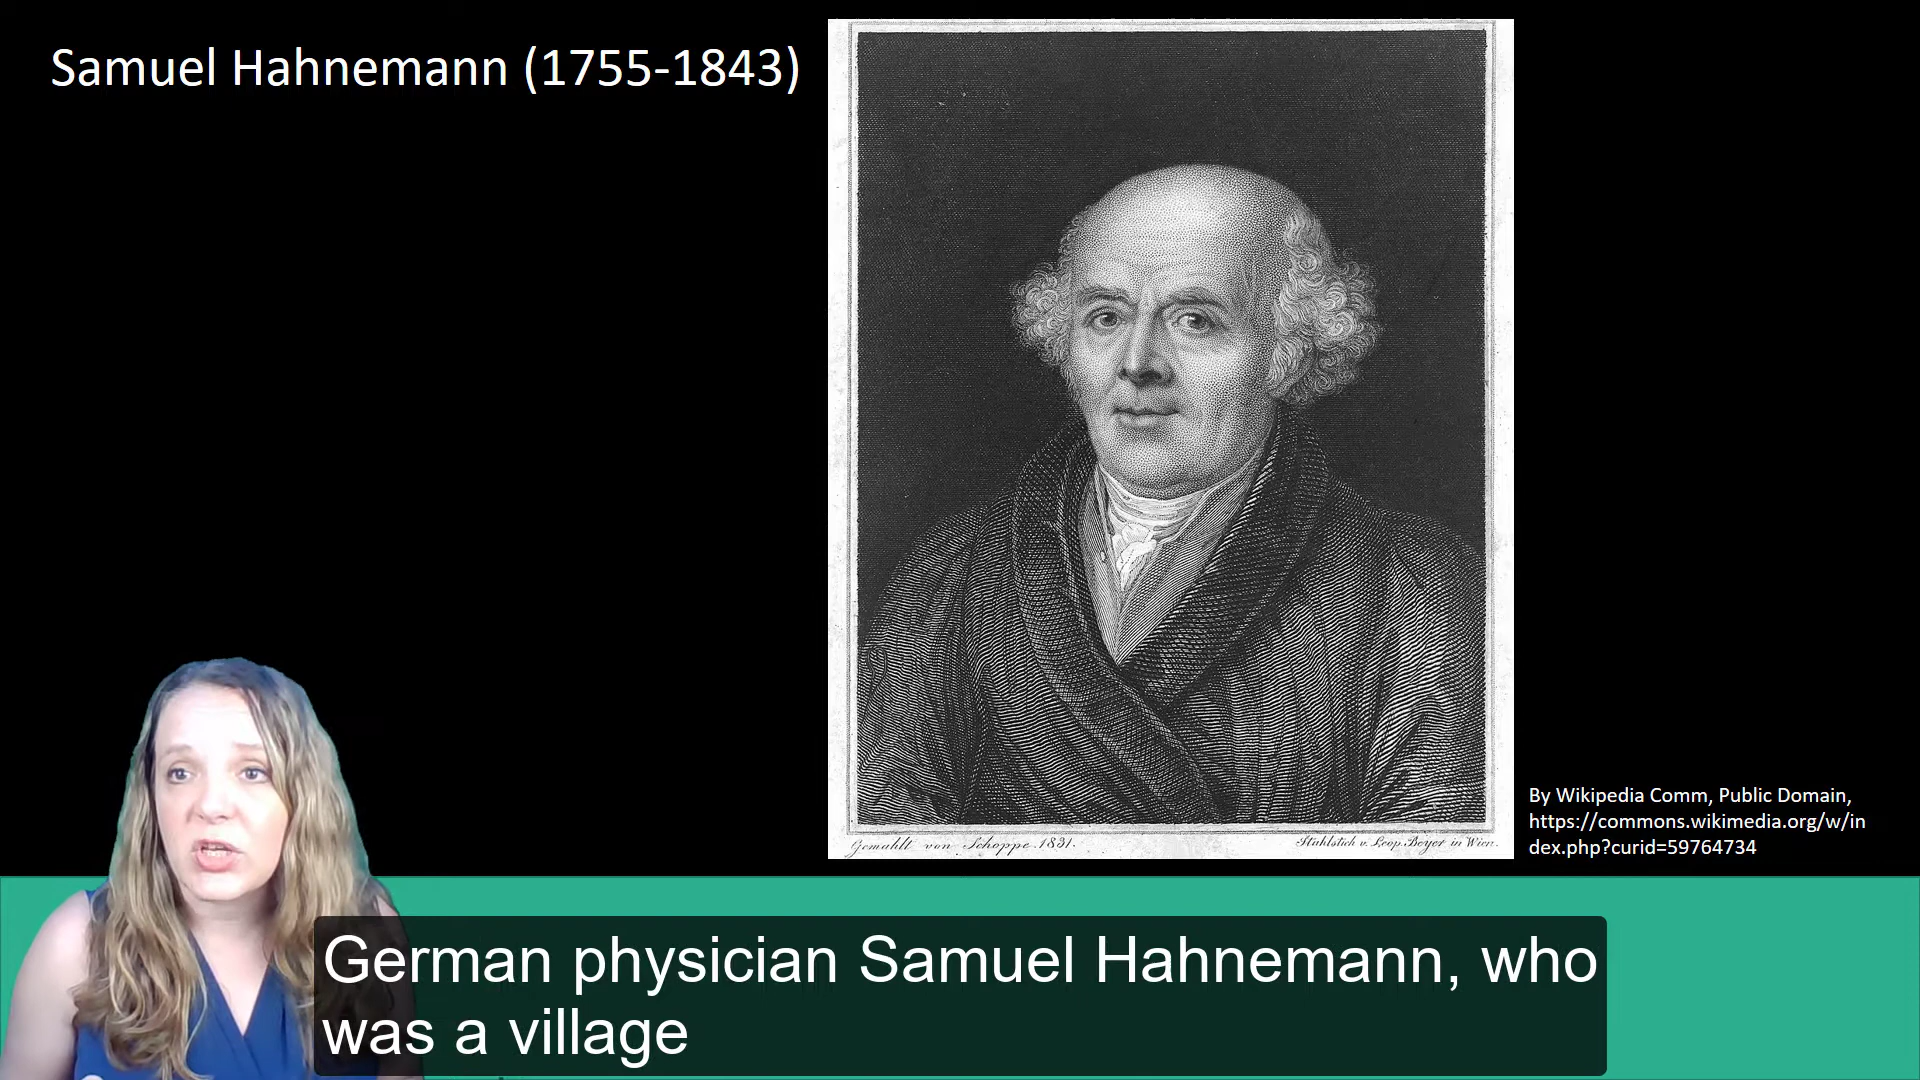 Samuel Hahnemann (1755-1843)
Gemahlt von Schoppe 1831.
Stahlstich v. Leop. Beyer in Wien.
By Wikipedia Comm, Public Domain,
https://commons.wikimedia.org/w/in
dex.php?curid=59764734
German physician Samuel Hahnemann, who
was a village